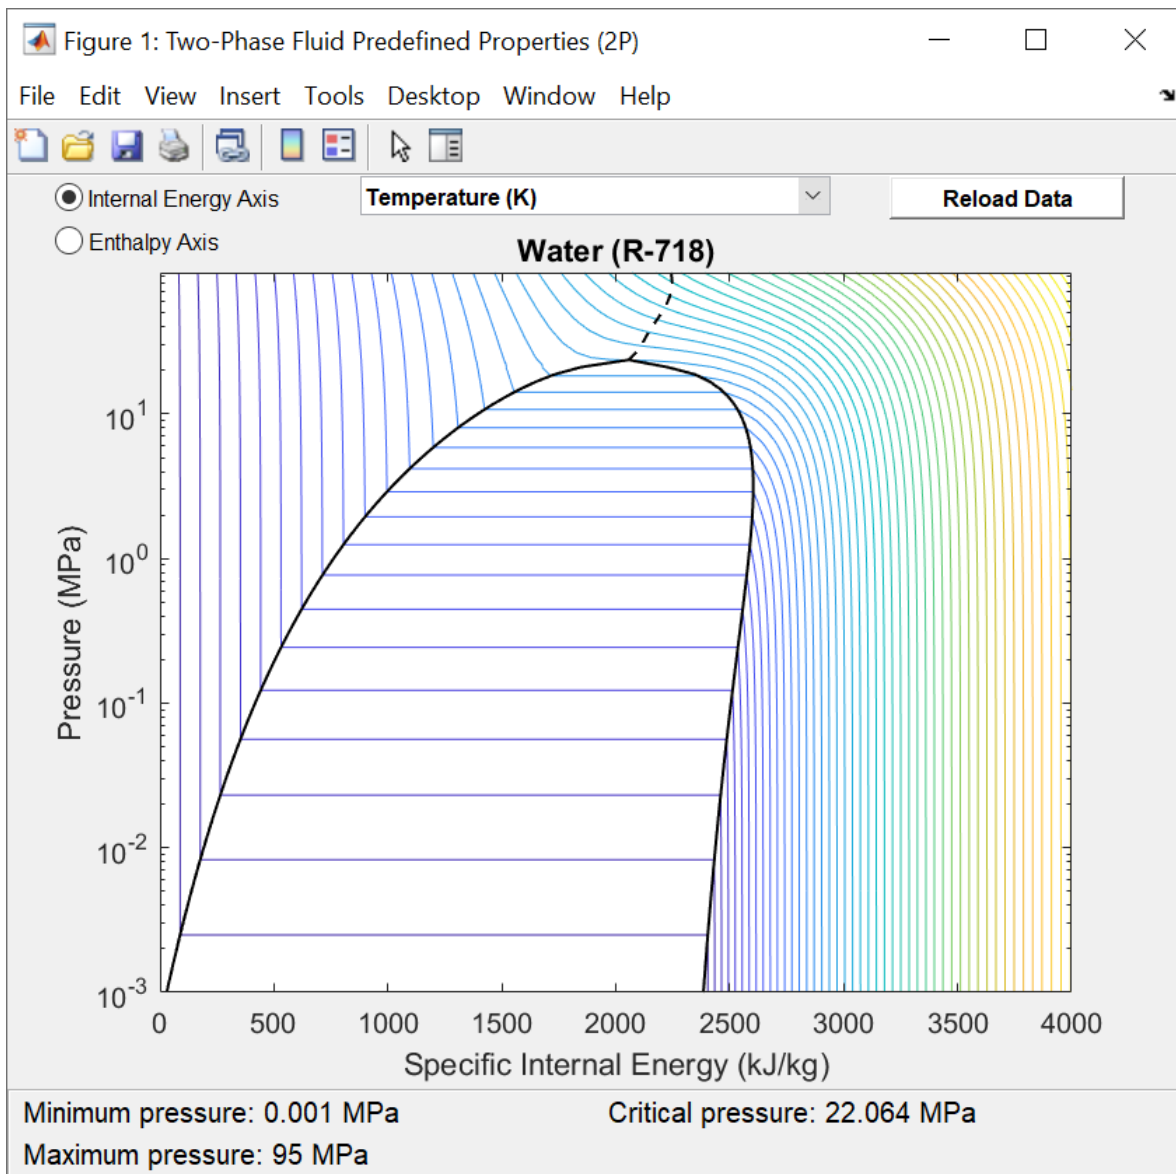 Figure 1: Two-Phase Fluid Predefined Properties (2P)
File Edit View Insert Tools Desktop Window Help
Internal Energy Axis
Temperature (K)
Reload Data
Enthalpy Axis
Water (R-718)
10^1
10^0
10^-1
10^-2
10^-3
Pressure (MPa)
0 500 1000 1500 2000 2500 3000 3500 4000
Specific Internal Energy (kJ/kg)
Minimum pressure: 0.001 MPa
Critical pressure: 22.064 MPa
Maximum pressure: 95 MPa